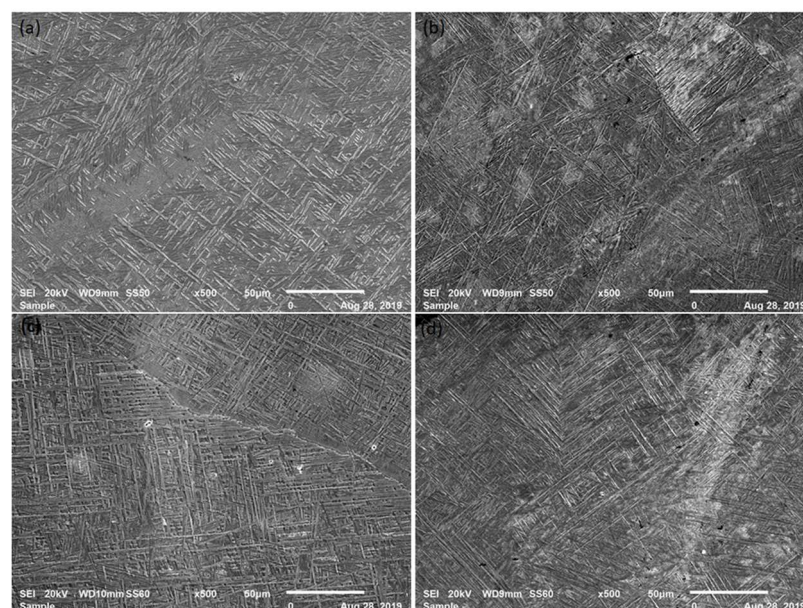 (a)
SEI 20kV WD9mm SS50 x500 50µm
Sample 0 Aug 28, 2019
(b)
SEI 20kV WD9mm SS50 x500 50µm
Sample 0 Aug 28, 2019
(c)
SEI 20kV WD10mm SS60 x500 50µm
Sample 0 Aug 28, 2019
(d)
SEI 20kV WD9mm SS60 x500 50µm
Sample 0 Aug 28, 2019